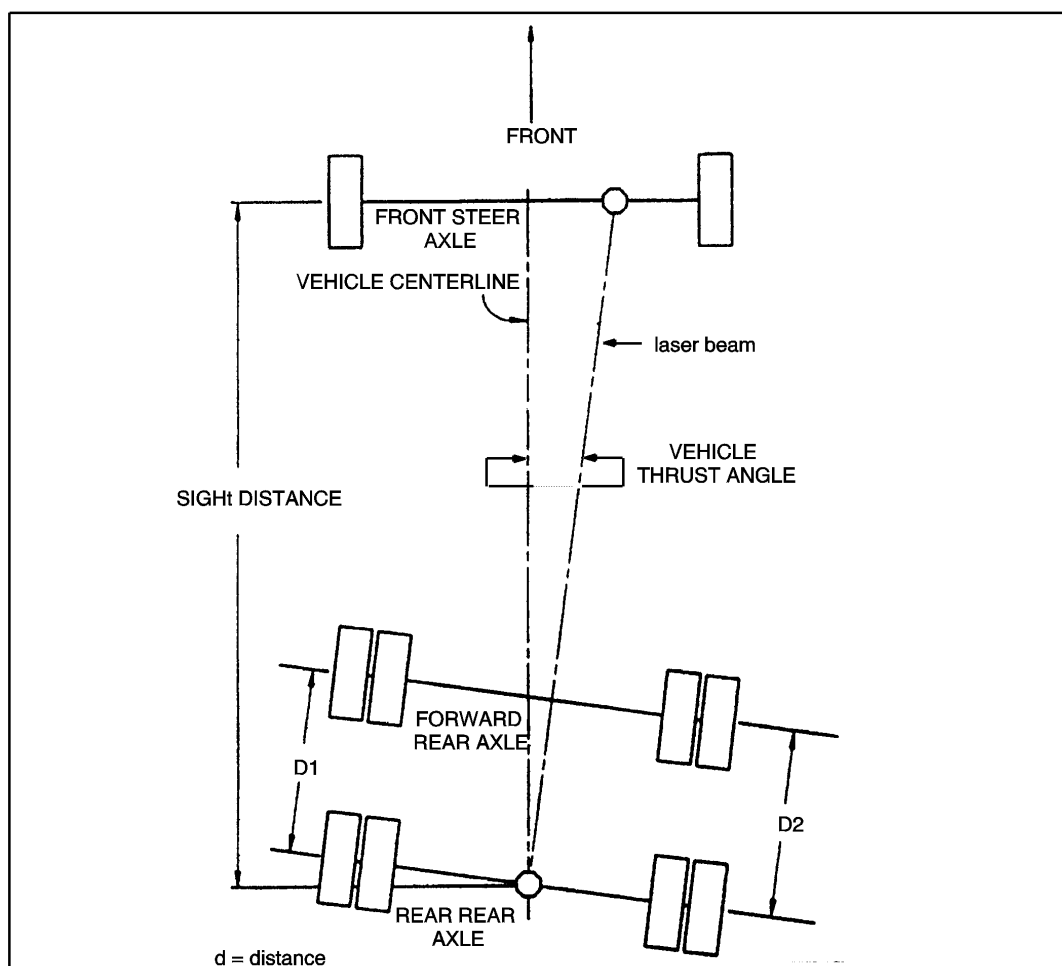 FRONT
FRONT STEER
AXLE
VEHICLE CENTERLINE
laser beam
VEHICLE
THRUST ANGLE
SIGHt DISTANCE
FORWARD
REAR AXLE
D1
D2
REAR REAR
AXLE
d = distance